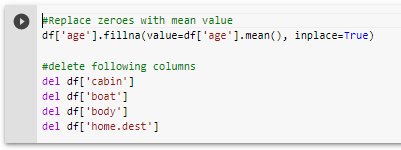 #Replace zeroes with mean value
df['age'].fillna(value=df['age'].mean(), inplace=True)
#delete following columns
del df['cabin']
del df['boat']
del df['body']
del df['home.dest']